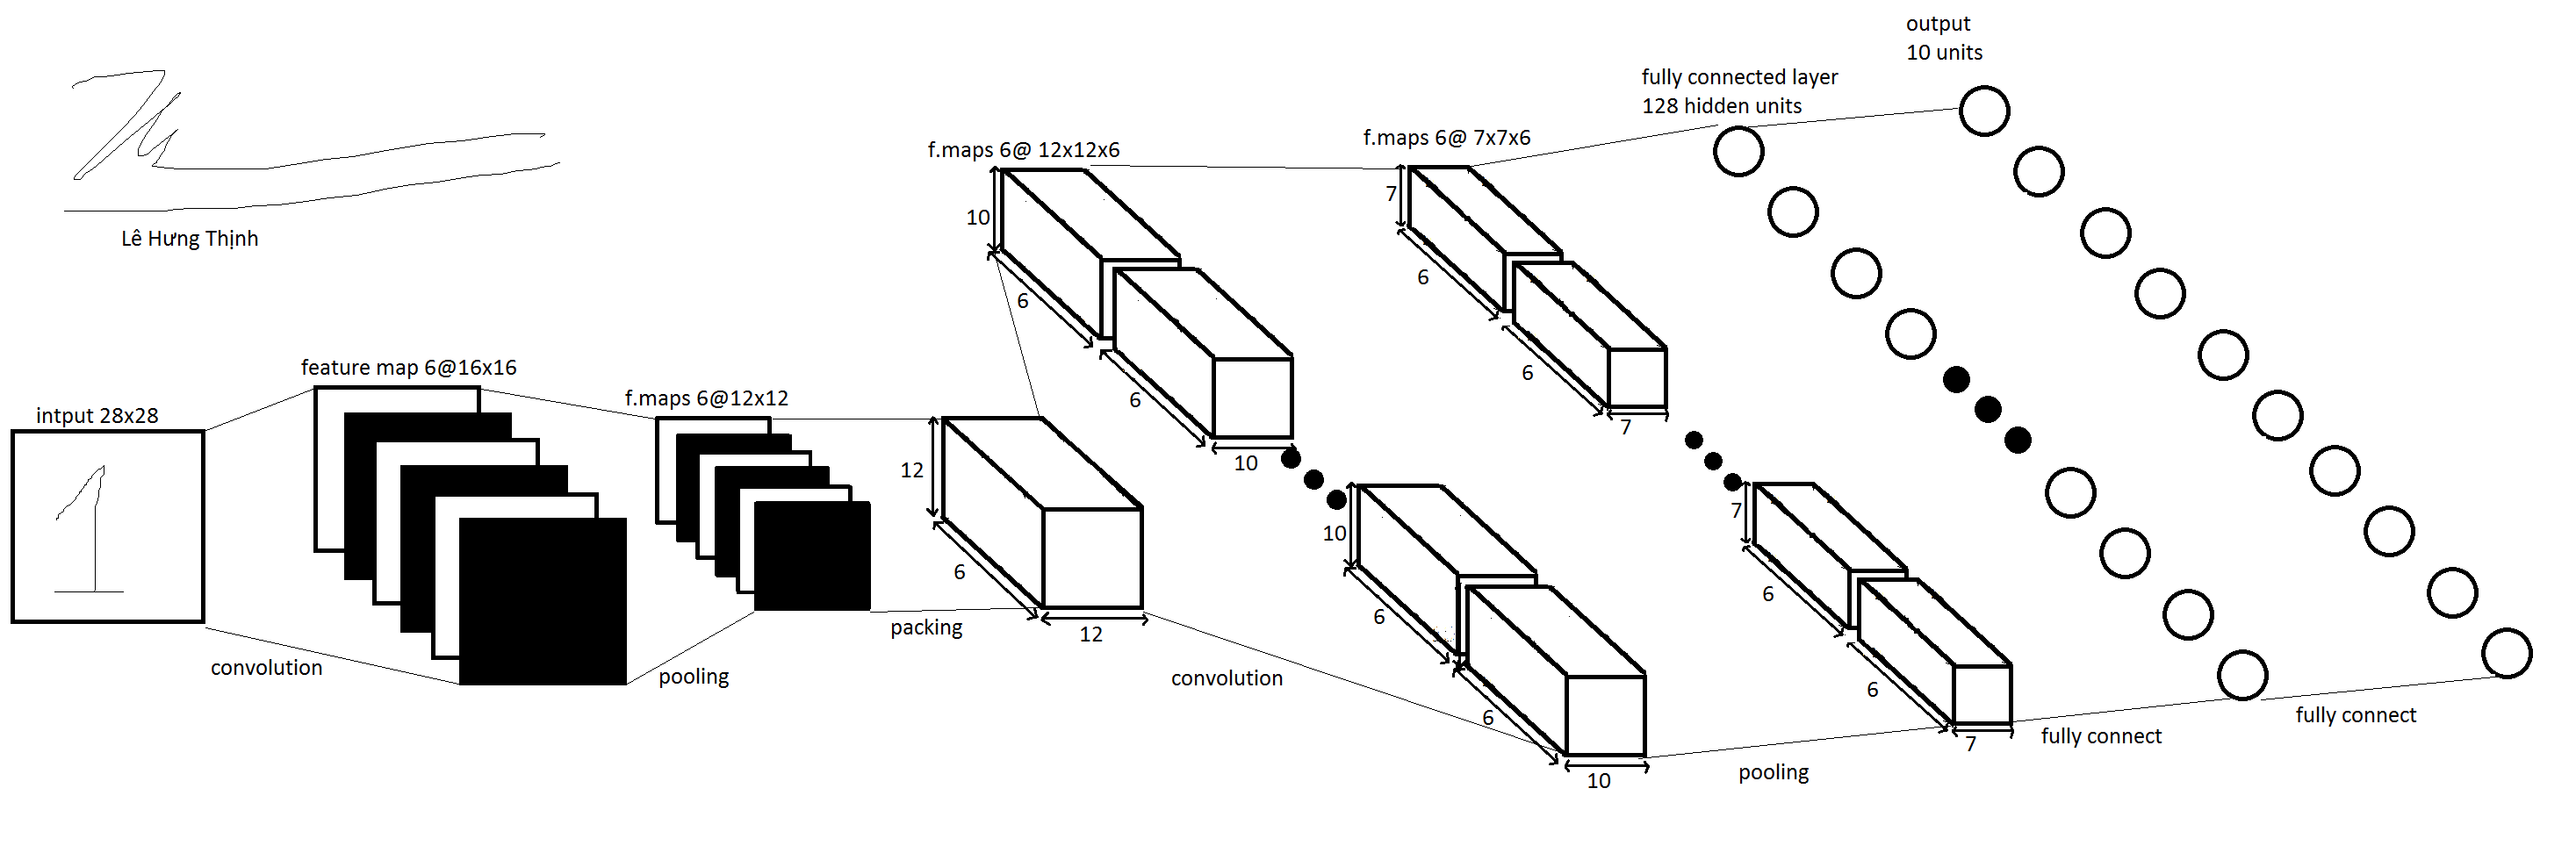 output
10 units
fully connected layer
128 hidden units
f.maps 6@ 12x12x6
f.maps 6@ 7x7x6
Lê Hưng Thịnh
10
6
6
10
7
6
6
7
feature map 6@16x16
f.maps 6@12x12
intput 28x28
1
12
6
12
10
6
6
10
7
6
6
7
convolution
pooling
packing
convolution
pooling
fully connect
fully connect